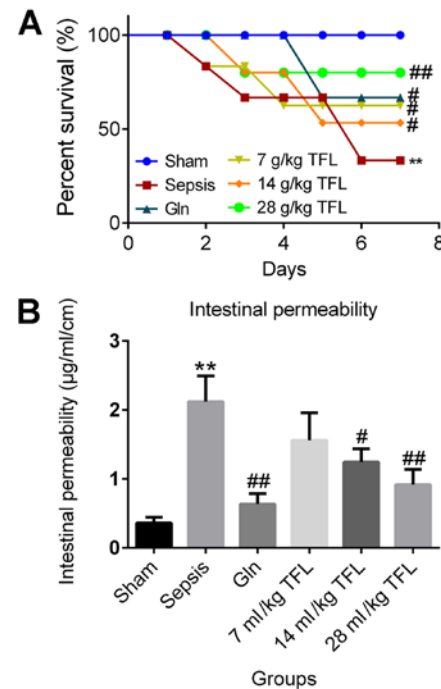 A
Percent survival (%)
100
50
0
Sham
Sepsis
Gln
7 g/kg TFL
14 g/kg TFL
28 g/kg TFL
##
#
#
#
**
0 2 4 6 8
Days
B
Intestinal permeability
Intestinal permeability (µg/ml/cm)
3
2
1
0
**
##
#
##
Sham
Sepsis
Gln
7 ml/kg TFL
14 ml/kg TFL
28 ml/kg TFL
Groups